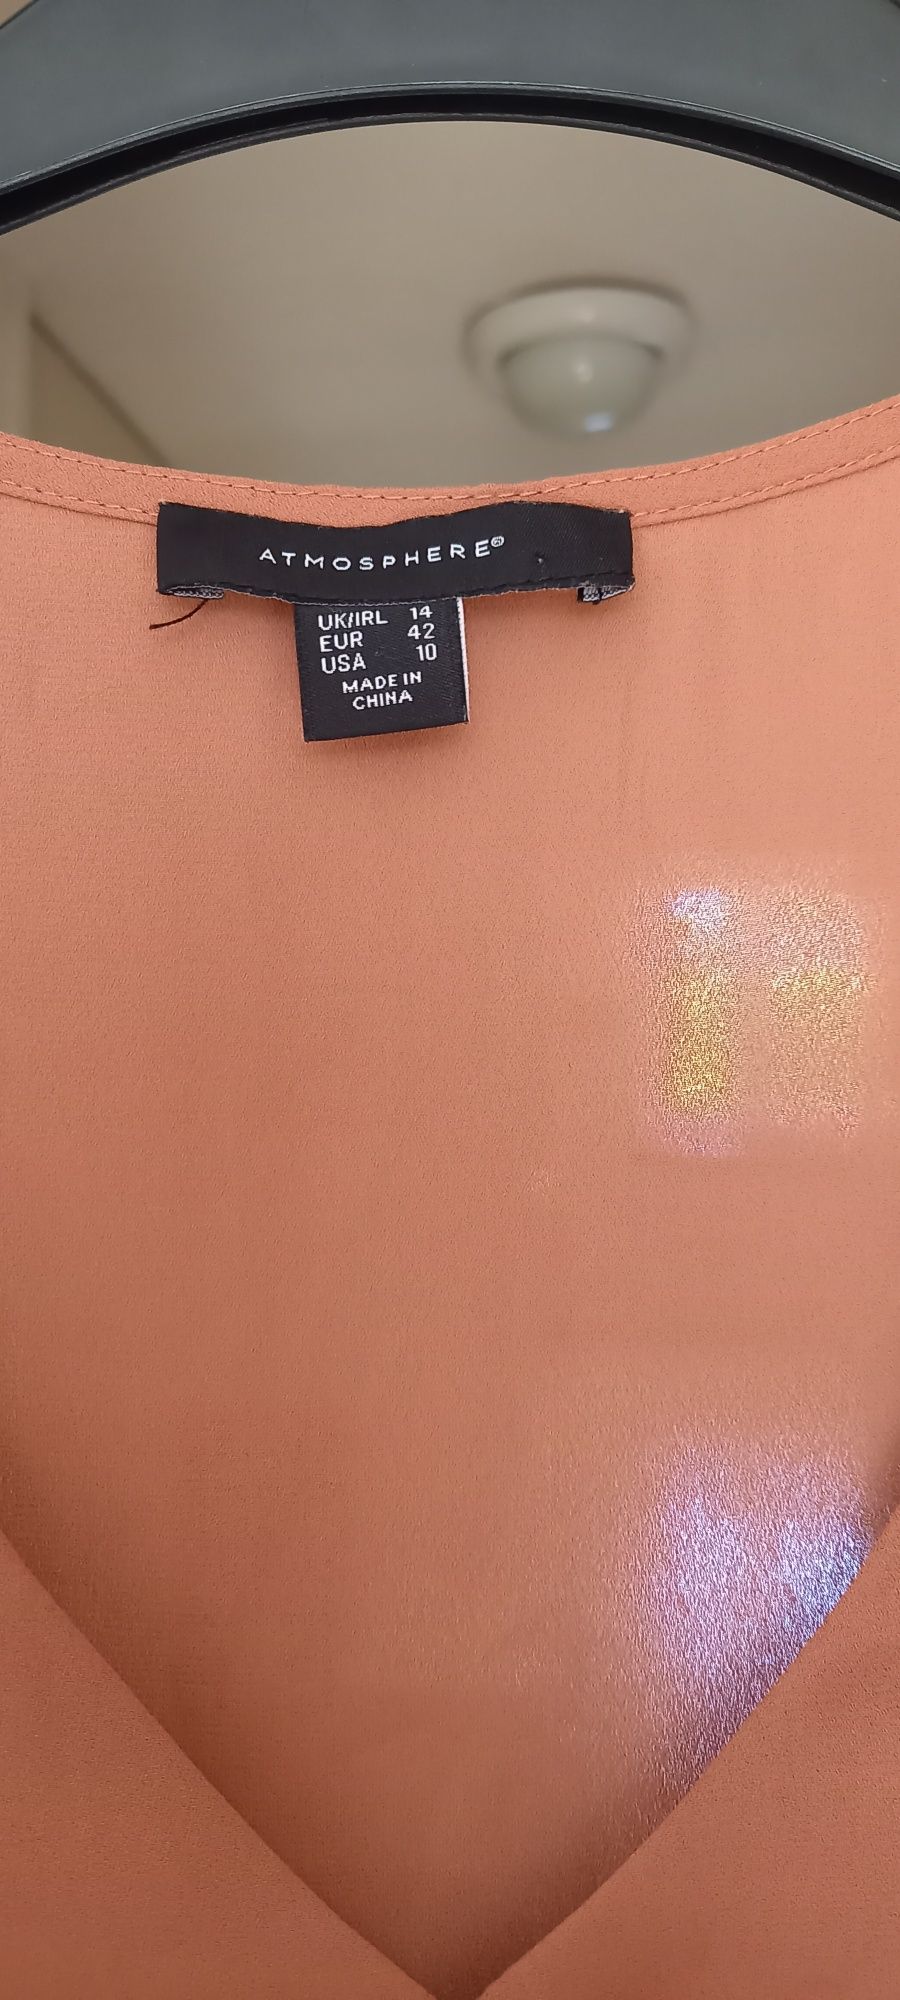 ATMOSPHERE®
UK/IRL 14
EUR 42
USA 10
MADE IN
CHINA